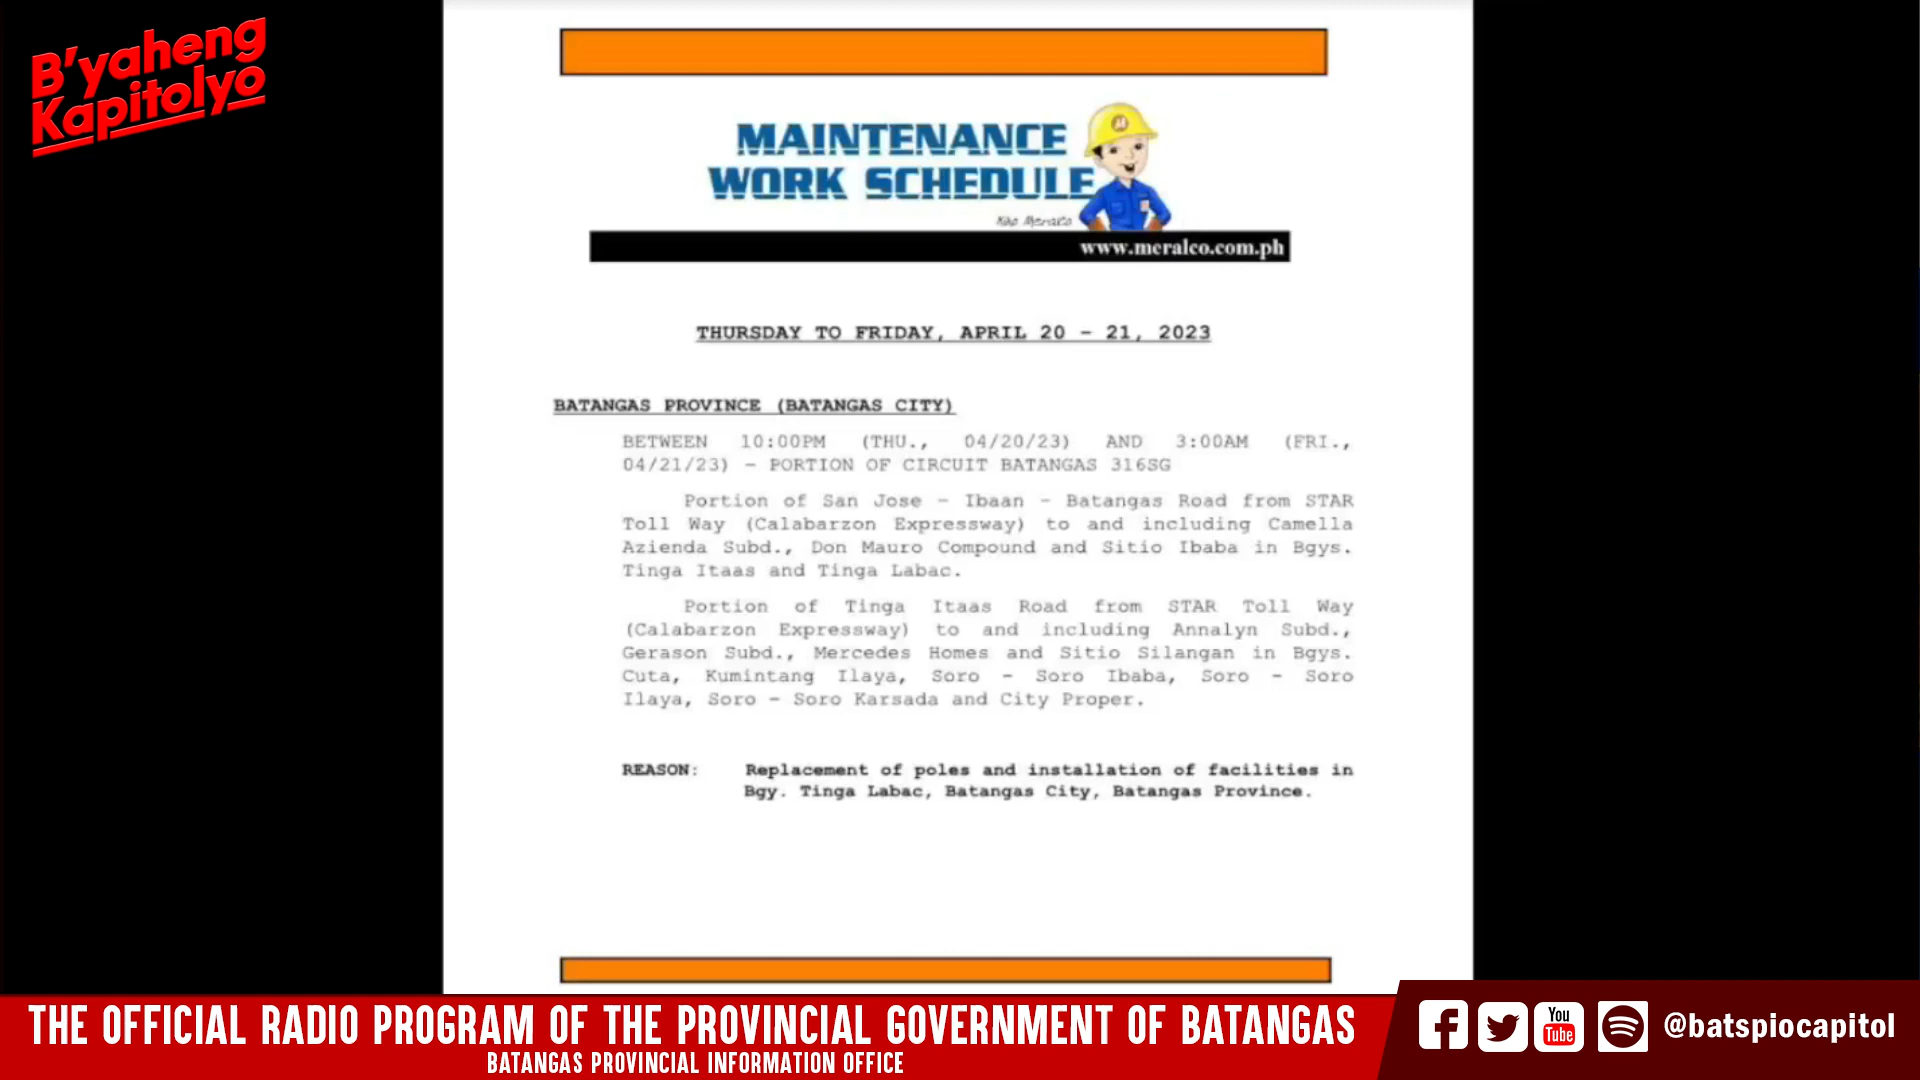 B'yaheng
Kapitolyo
MAINTENANCE
WORK SCHEDULE
Kiko Meralco
www.meralco.com.ph
THURSDAY TO FRIDAY, APRIL 20 - 21, 2023
BATANGAS PROVINCE (BATANGAS CITY)
BETWEEN 10:00PM (THU., 04/20/23) AND 3:00AM (FRI.,
04/21/23) - PORTION OF CIRCUIT BATANGAS 316SG
Portion of San Jose - Ibaan - Batangas Road from STAR
Toll Way (Calabarzon Expressway) to and including Camella
Azienda Subd., Don Mauro Compound and Sitio Ibaba in Bgys.
Tinga Itaas and Tinga Labac.
Portion of Tinga Itaas Road from STAR Toll Way
(Calabarzon Expressway) to and including Annalyn Subd.,
Gerason Subd., Mercedes Homes and Sitio Silangan in Bgys.
Cuta, Kumintang Ilaya, Soro - Soro Ibaba, Soro - Soro
Ilaya, Soro - Soro Karsada and City Proper.
REASON: Replacement of poles and installation of facilities in
Bgy. Tinga Labac, Batangas City, Batangas Province.
THE OFFICIAL RADIO PROGRAM OF THE PROVINCIAL GOVERNMENT OF BATANGAS
BATANGAS PROVINCIAL INFORMATION OFFICE
You
Tube
@batspiocapitol